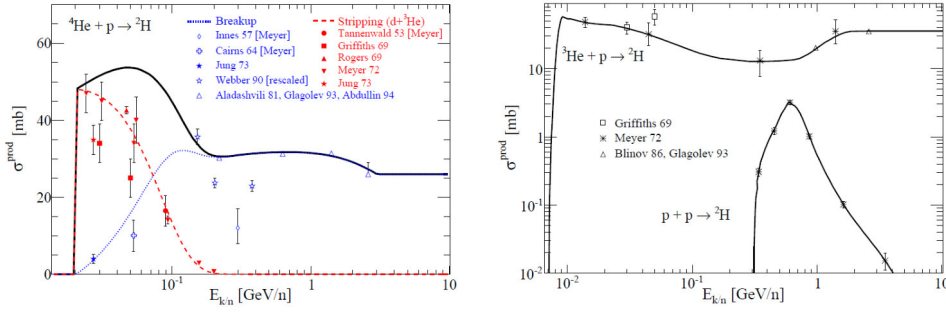 ⁴He + p → ²H
Breakup
Innes 57 [Meyer]
Cairns 64 [Meyer]
Jung 73
Webber 90 [rescaled]
Aladashvili 81, Glagolev 93, Abdullin 94
Stripping (d+³He)
Tannenwald 53 [Meyer]
Griffiths 69
Rogers 69
Meyer 72
Jung 73
σᵖʳᵒᵈ [mb]
60
40
20
0
10⁻¹
1
10
E_k/n [GeV/n]
³He + p → ²H
Griffiths 69
Meyer 72
Blinov 86, Glagolev 93
p + p → ²H
σᵖʳᵒᵈ [mb]
10²
10
1
10⁻¹
10⁻²
10⁻²
10⁻¹
1
10
E_k/n [GeV/n]